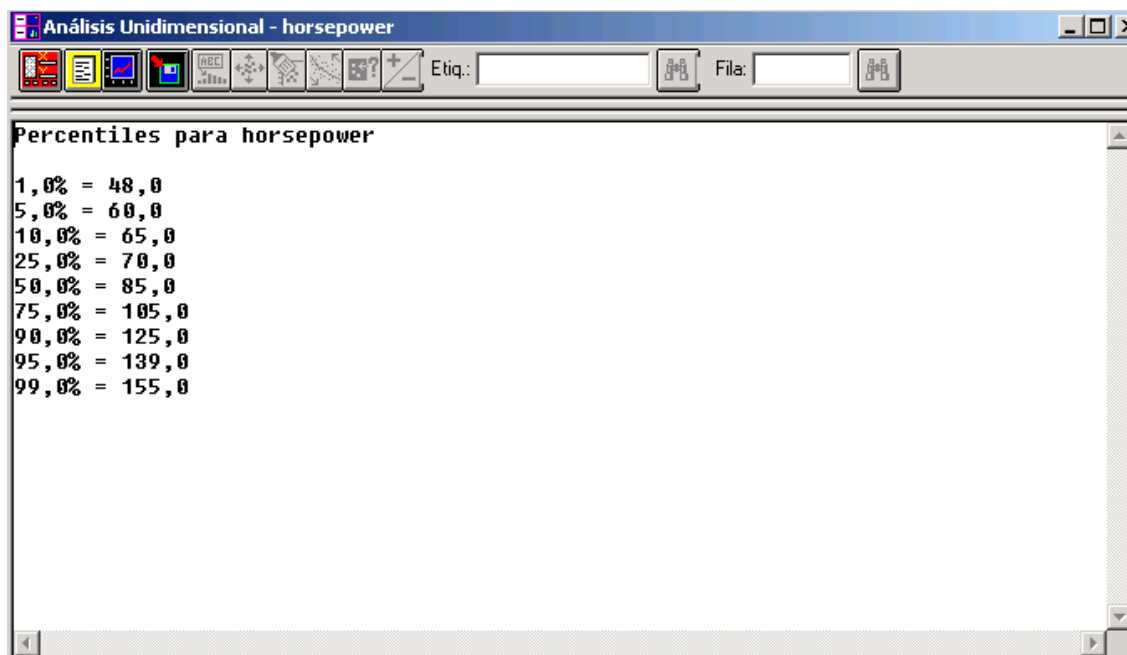 Análisis Unidimensional - horsepower
ABC
Etiq.:
Fila:
Percentiles para horsepower
1,0% = 48,0
5,0% = 60,0
10,0% = 65,0
25,0% = 70,0
50,0% = 85,0
75,0% = 105,0
90,0% = 125,0
95,0% = 139,0
99,0% = 155,0